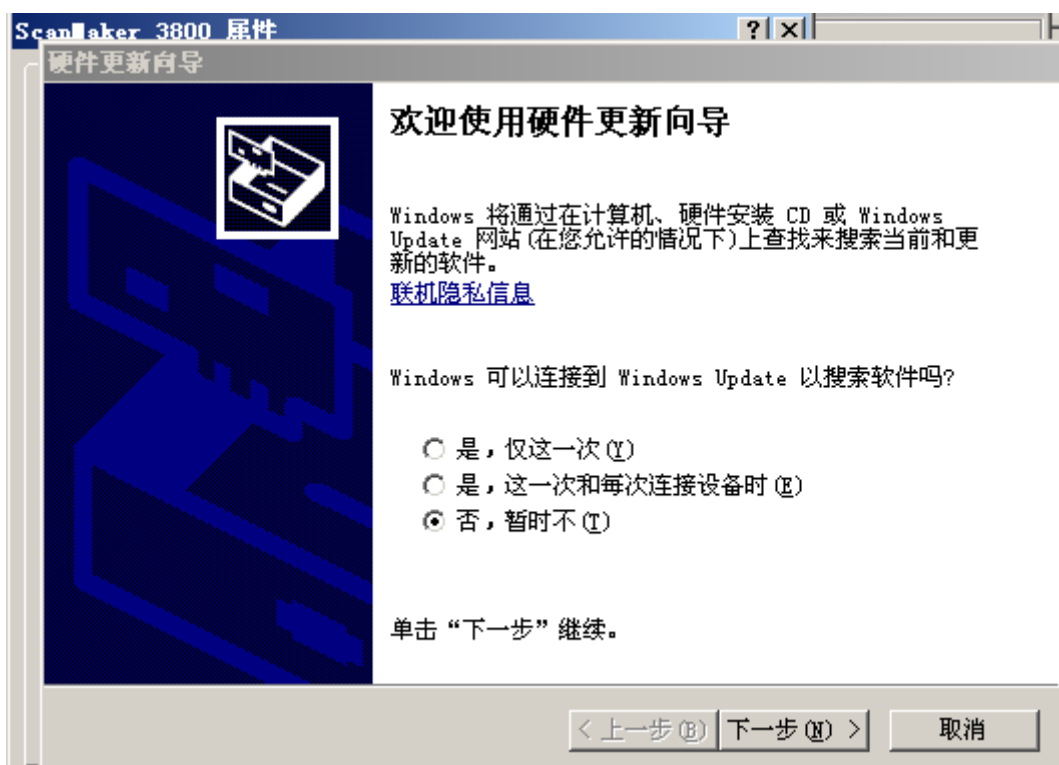 ScanMaker 3800 属性
硬件更新向导
欢迎使用硬件更新向导
Windows 将通过在计算机、硬件安装 CD 或 Windows
Update 网站(在您允许的情况下)上查找来搜索当前和更
新的软件。
联机隐私信息
Windows 可以连接到 Windows Update 以搜索软件吗?
是，仅这一次(Y)
是，这一次和每次连接设备时(E)
否，暂时不(T)
单击“下一步”继续。
< 上一步(B) 下一步(N) > 取消